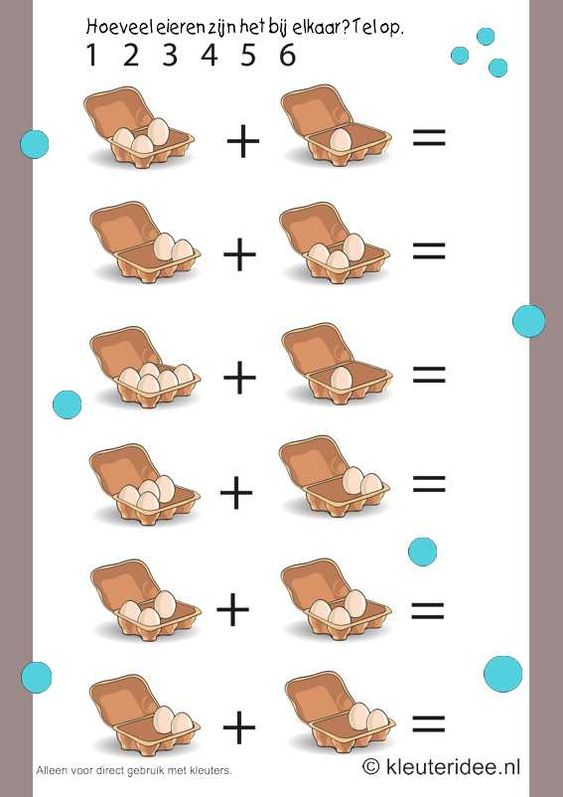 Hoeveel eieren zijn het bij elkaar? Tel op.
1 2 3 4 5 6
+ =
+ =
+ =
+ =
+ =
+ =
Alleen voor direct gebruik met kleuters.
© kleuteridee.nl